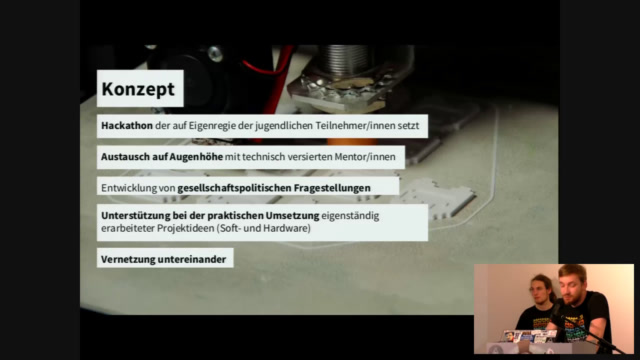 Konzept
Hackathon der auf Eigenregie der jugendlichen Teilnehmer/innen setzt
Austausch auf Augenhöhe mit technisch versierten Mentor/innen
Entwicklung von gesellschaftspolitischen Fragestellungen
Unterstützung bei der praktischen Umsetzung eigenständig
erarbeiteter Projektideen (Soft- und Hardware)
Vernetzung untereinander